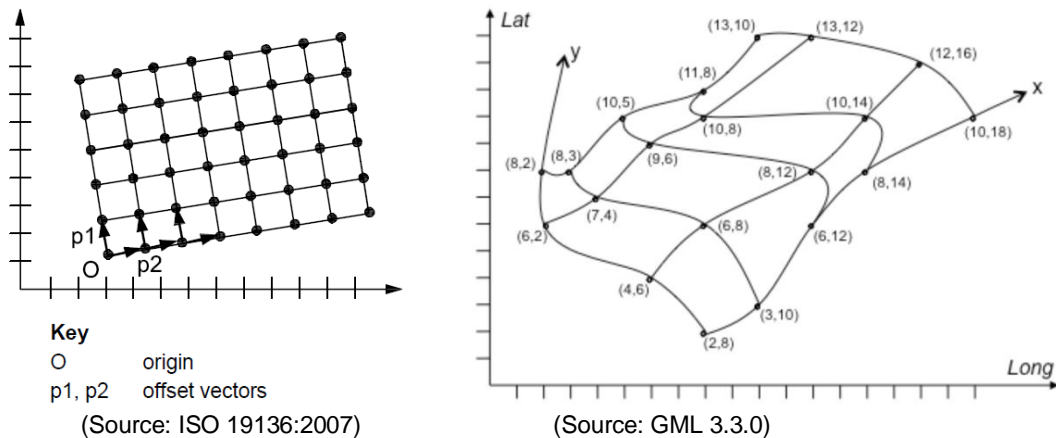 p1
O
p2
Key
O origin
p1, p2 offset vectors
(Source: ISO 19136:2007)
Lat
(13,10)
(13,12)
y
(12,16)
(11,8)
x
(10,5)
(10,14)
(10,8)
(10,18)
(9,6)
(8,2)
(8,3)
(8,12)
(8,14)
(7,4)
(6,2)
(6,8)
(6,12)
(4,6)
(3,10)
(2,8)
Long
(Source: GML 3.3.0)